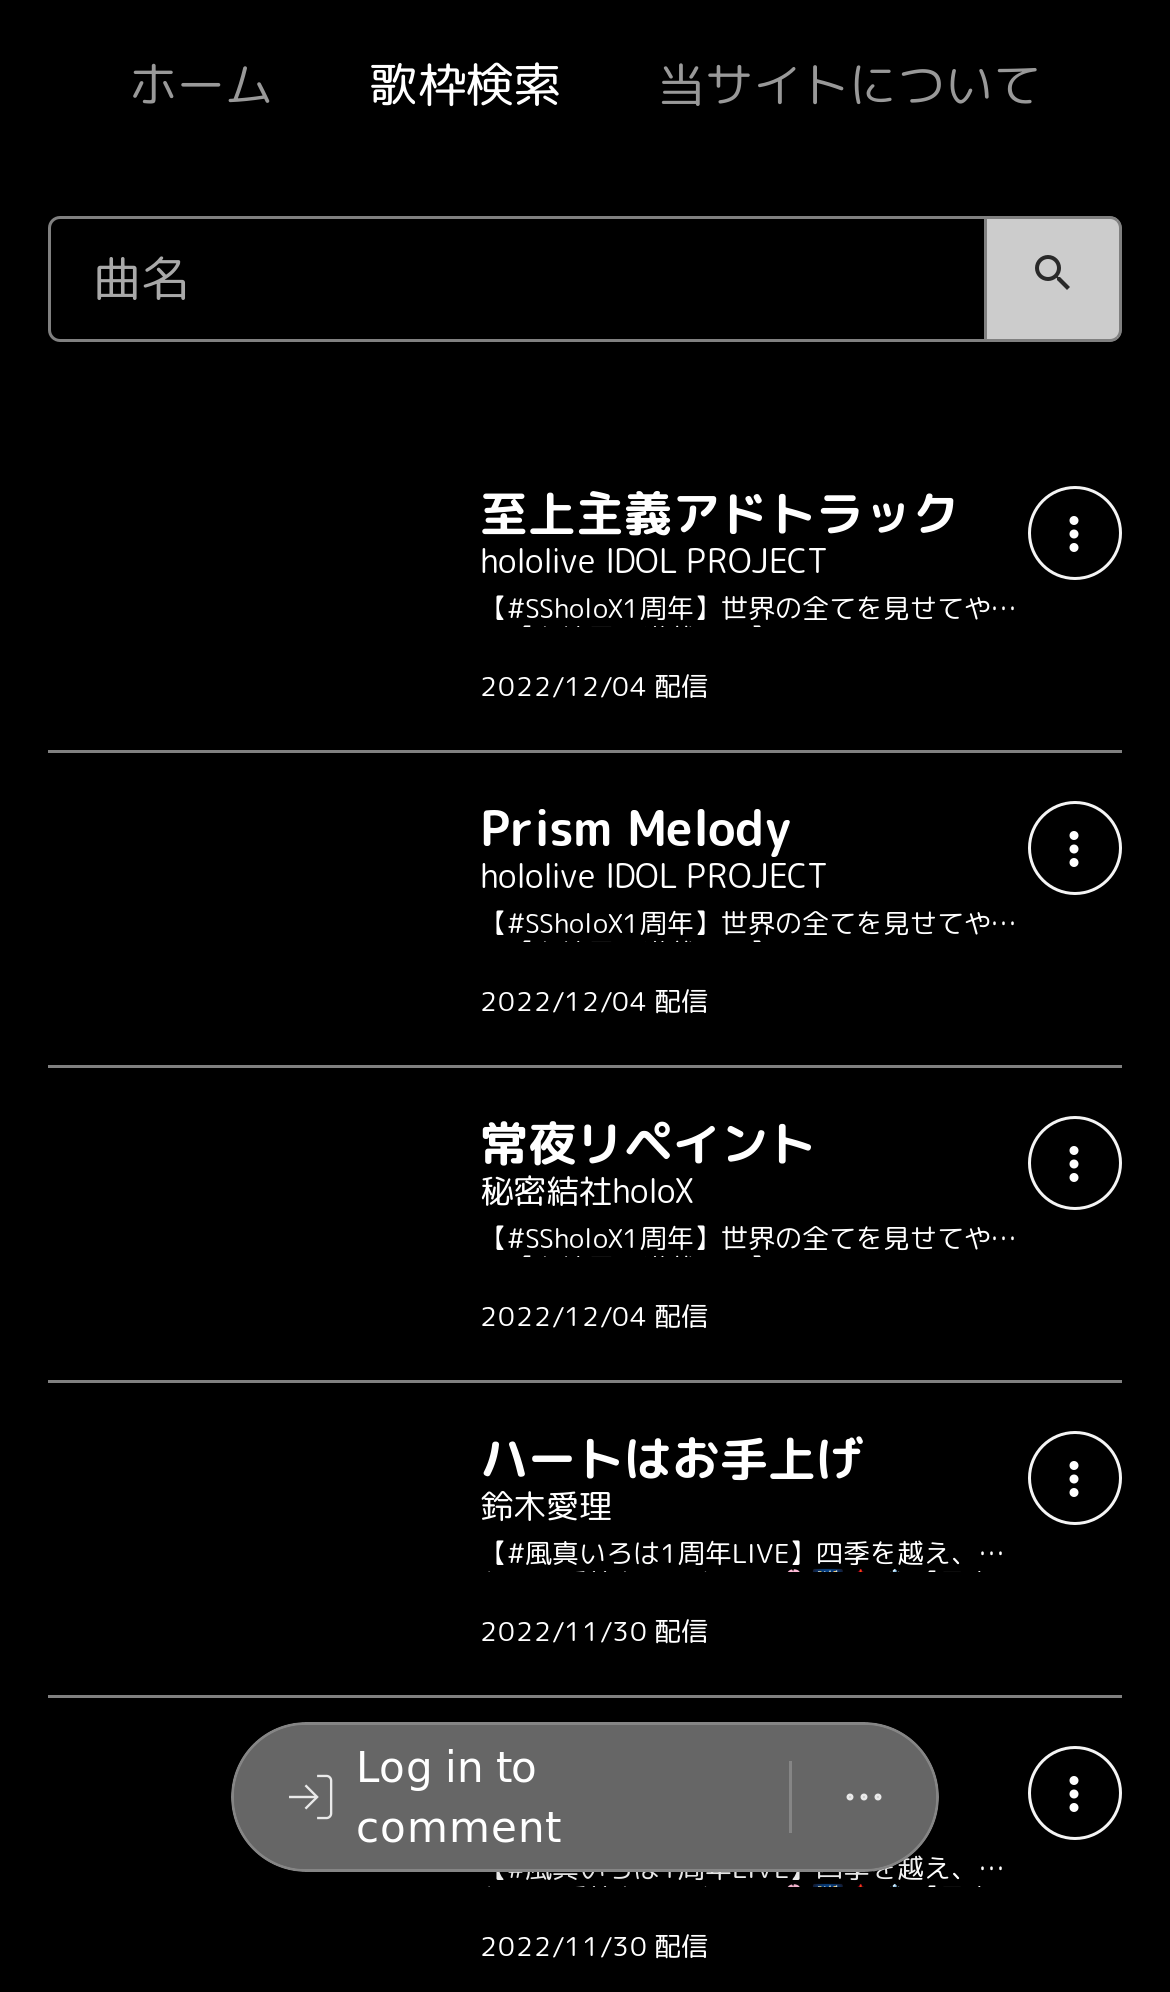 ホーム 歌枠検索 当サイトについて
曲名
至上主義アドトラック
hololive IDOL PROJECT
【#SSholoX1周年】世界の全てを見せてや…
2022/12/04 配信
Prism Melody
hololive IDOL PROJECT
【#SSholoX1周年】世界の全てを見せてや…
2022/12/04 配信
常夜リペイント
秘密結社holoX
【#SSholoX1周年】世界の全てを見せてや…
2022/12/04 配信
ハートはお手上げ
鈴木愛理
【#風真いろは1周年LIVE】四季を越え、…
2022/11/30 配信
Log in to
comment
【#風真いろは1周年LIVE】四季を越え、…
2022/11/30 配信